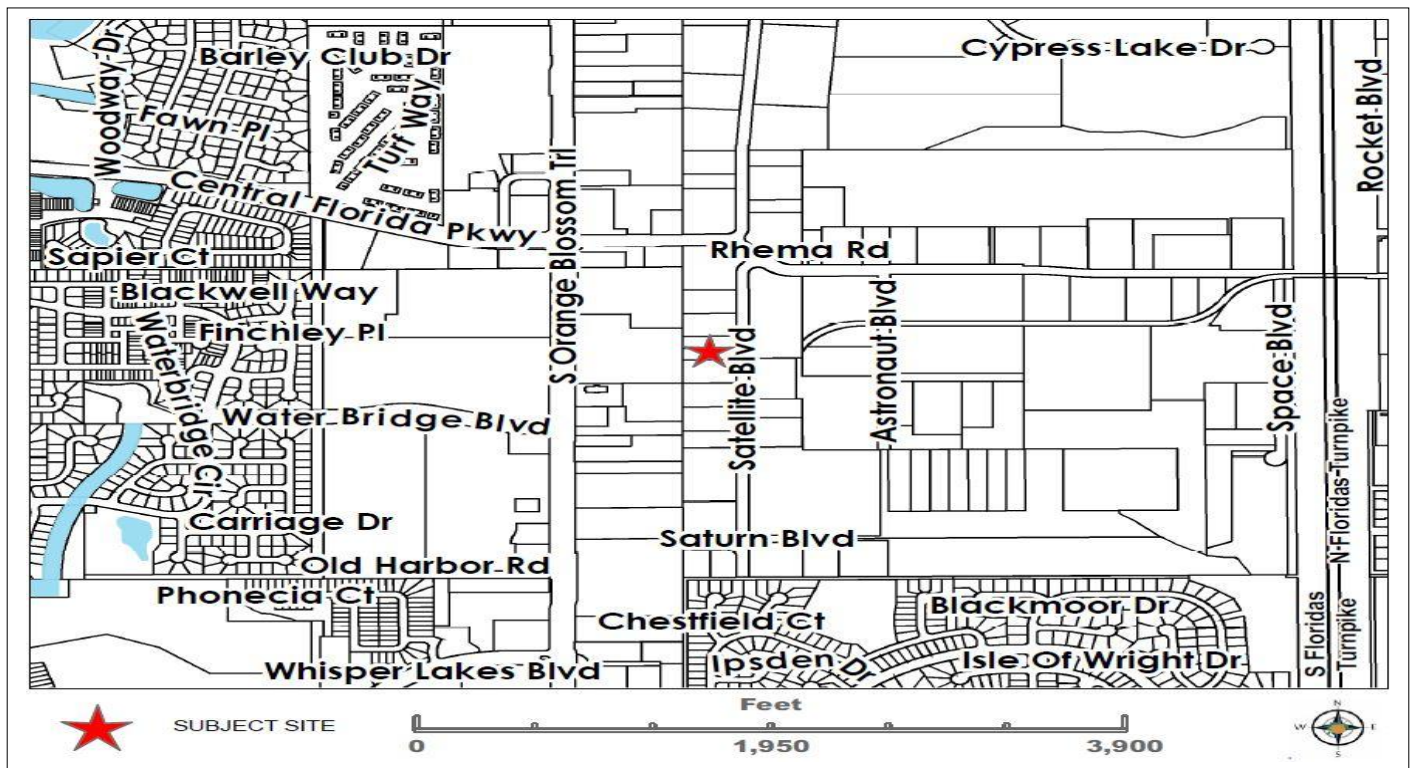 Barley Club Dr
Cypress Lake Dr
Woodway Dr
Rocket Blvd
Turf Way
Fawn Pl
Central Florida Pkwy
S Orange Blossom Trl
Sapier Ct
Rhema Rd
Blackwell Way
Finchley Pl
Waterbridge Cir
Satellite Blvd
Astronaut Blvd
Space Blvd
Water Bridge Blvd
N Floridas Turnpike
Carriage Dr
Saturn Blvd
Old Harbor Rd
Phonecia Ct
Chestfield Ct
Blackmoor Dr
S Floridas
Turnpike
Whisper Lakes Blvd
Ipsden Dr
Isle Of Wright Dr
SUBJECT SITE
Feet
0 1,950 3,900
N
W E
S